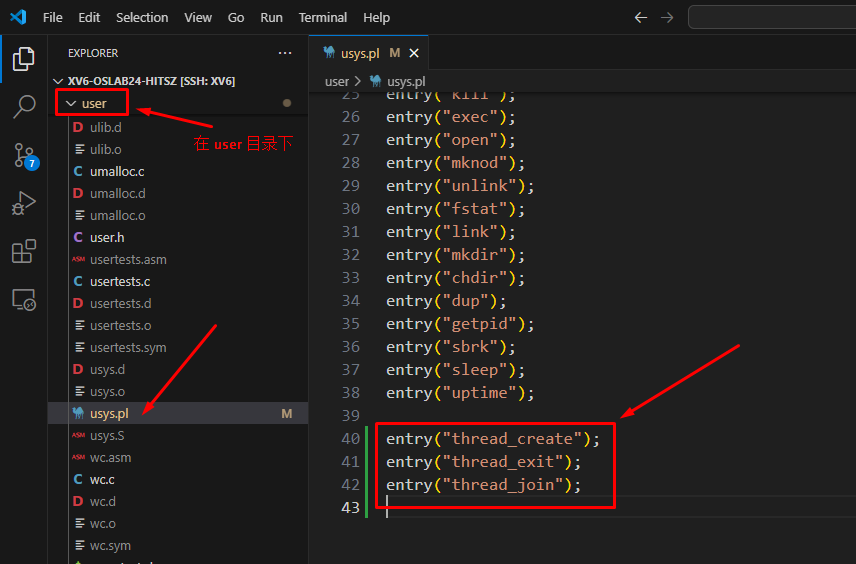 File Edit Selection View Go Run Terminal Help
EXPLORER
XV6-OSLAB24-HITSZ [SSH: XV6]
user
在 user 目录下
D ulib.d
ulib.o
C umalloc.c
D umalloc.d
umalloc.o
C user.h
ASM usertests.asm
C usertests.c
D usertests.d
usertests.o
usertests.sym
D usys.d
usys.o
usys.pl M
ASM usys.S
ASM wc.asm
C wc.c
D wc.d
wc.o
wc.sym
7
usys.pl M
user > usys.pl
25 entry("kill");
26 entry("exec");
27 entry("open");
28 entry("mknod");
29 entry("unlink");
30 entry("fstat");
31 entry("link");
32 entry("mkdir");
33 entry("chdir");
34 entry("dup");
35 entry("getpid");
36 entry("sbrk");
37 entry("sleep");
38 entry("uptime");
39
40 entry("thread_create");
41 entry("thread_exit");
42 entry("thread_join");
43